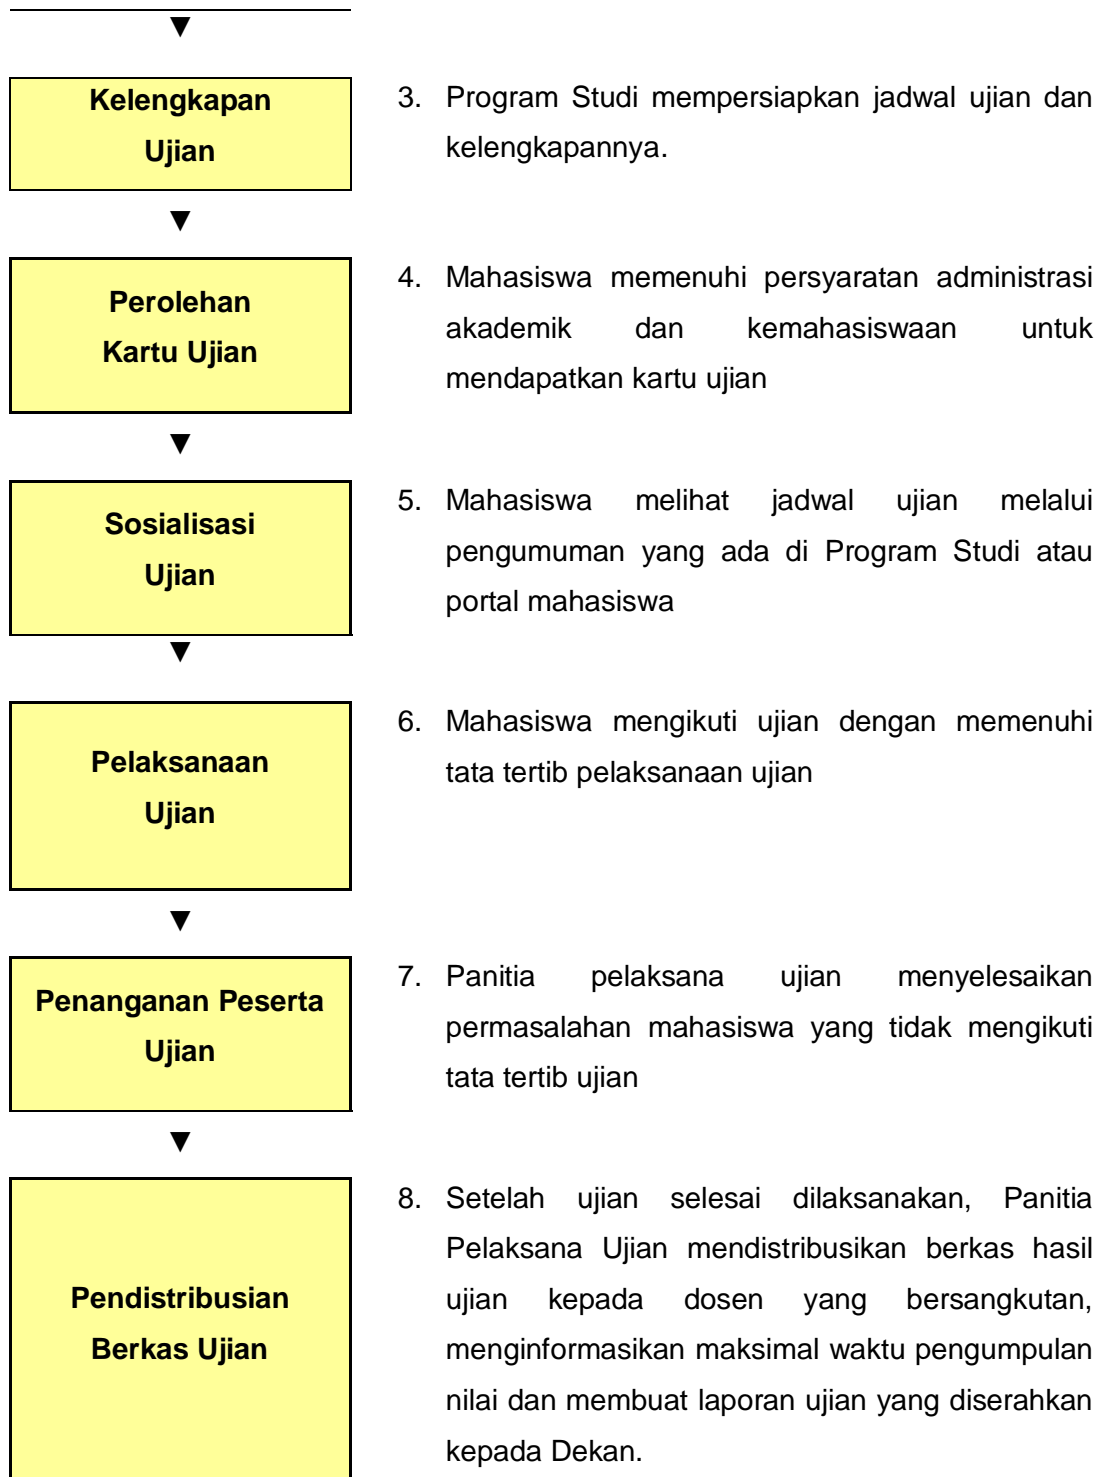 ▼
Kelengkapan
Ujian
3. Program Studi mempersiapkan jadwal ujian dan
kelengkapannya.
▼
Perolehan
Kartu Ujian
4. Mahasiswa memenuhi persyaratan administrasi
akademik dan kemahasiswaan untuk
mendapatkan kartu ujian
▼
Sosialisasi
Ujian
5. Mahasiswa melihat jadwal ujian melalui
pengumuman yang ada di Program Studi atau
portal mahasiswa
▼
Pelaksanaan
Ujian
6. Mahasiswa mengikuti ujian dengan memenuhi
tata tertib pelaksanaan ujian
▼
Penanganan Peserta
Ujian
7. Panitia pelaksana ujian menyelesaikan
permasalahan mahasiswa yang tidak mengikuti
tata tertib ujian
▼
Pendistribusian
Berkas Ujian
8. Setelah ujian selesai dilaksanakan, Panitia
Pelaksana Ujian mendistribusikan berkas hasil
ujian kepada dosen yang bersangkutan,
menginformasikan maksimal waktu pengumpulan
nilai dan membuat laporan ujian yang diserahkan
kepada Dekan.